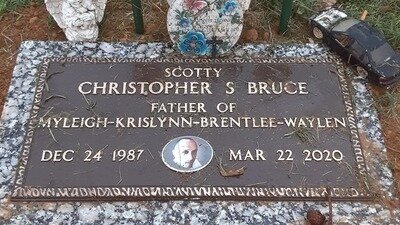 SCOTTY
CHRISTOPHER S BRUCE
FATHER OF
MYLEIGH-KRISLYNN-BRENTLEE-WAYLEN
DEC 24 1987 MAR 22 2020